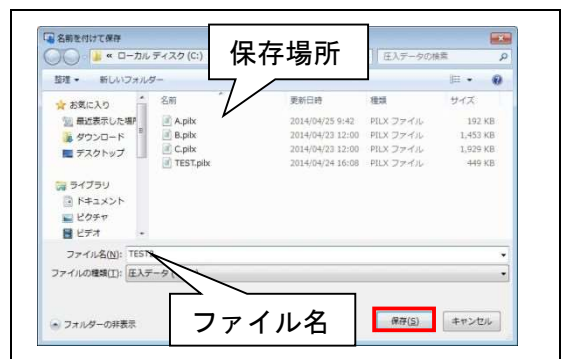 名前を付けて保存
« ローカル ディスク (C:)
圧入データの検索
保存場所
整理 新しいフォルダー
お気に入り
最近表示した場所
ダウンロード
デスクトップ
ライブラリ
ドキュメント
ピクチャ
ビデオ
名前 更新日時 種類 サイズ
A.pilx 2014/04/25 9:42 PILX ファイル 192 KB
B.pilx 2014/04/23 12:00 PILX ファイル 1,453 KB
C.pilx 2014/04/23 12:00 PILX ファイル 1,929 KB
TEST.pilx 2014/04/24 16:08 PILX ファイル 449 KB
ファイル名(N): TEST2
ファイルの種類(T): 圧入データ
ファイル名
フォルダーの非表示
保存(S) キャンセル